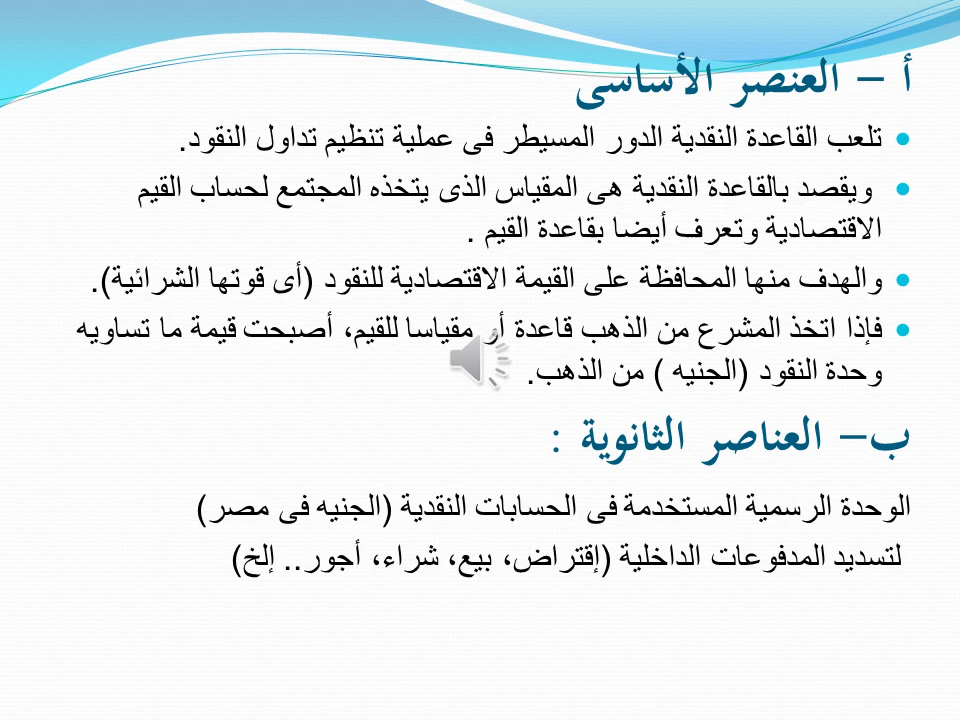 أ – العنصر الأساسى
تلعب القاعدة النقدية الدور المسيطر فى عملية تنظيم تداول النقود.
ويقصد بالقاعدة النقدية هى المقياس الذى يتخذه المجتمع لحساب القيم
الاقتصادية وتعرف أيضا بقاعدة القيم .
والهدف منها المحافظة على القيمة الاقتصادية للنقود (أى قوتها الشرائية).
فإذا اتخذ المشرع من الذهب قاعدة أو مقياسا للقيم، أصبحت قيمة ما تساويه
وحدة النقود (الجنيه ) من الذهب.
ب– العناصر الثانوية :
الوحدة الرسمية المستخدمة فى الحسابات النقدية (الجنيه فى مصر)
لتسديد المدفوعات الداخلية (إقتراض، بيع، شراء، أجور.. إلخ)